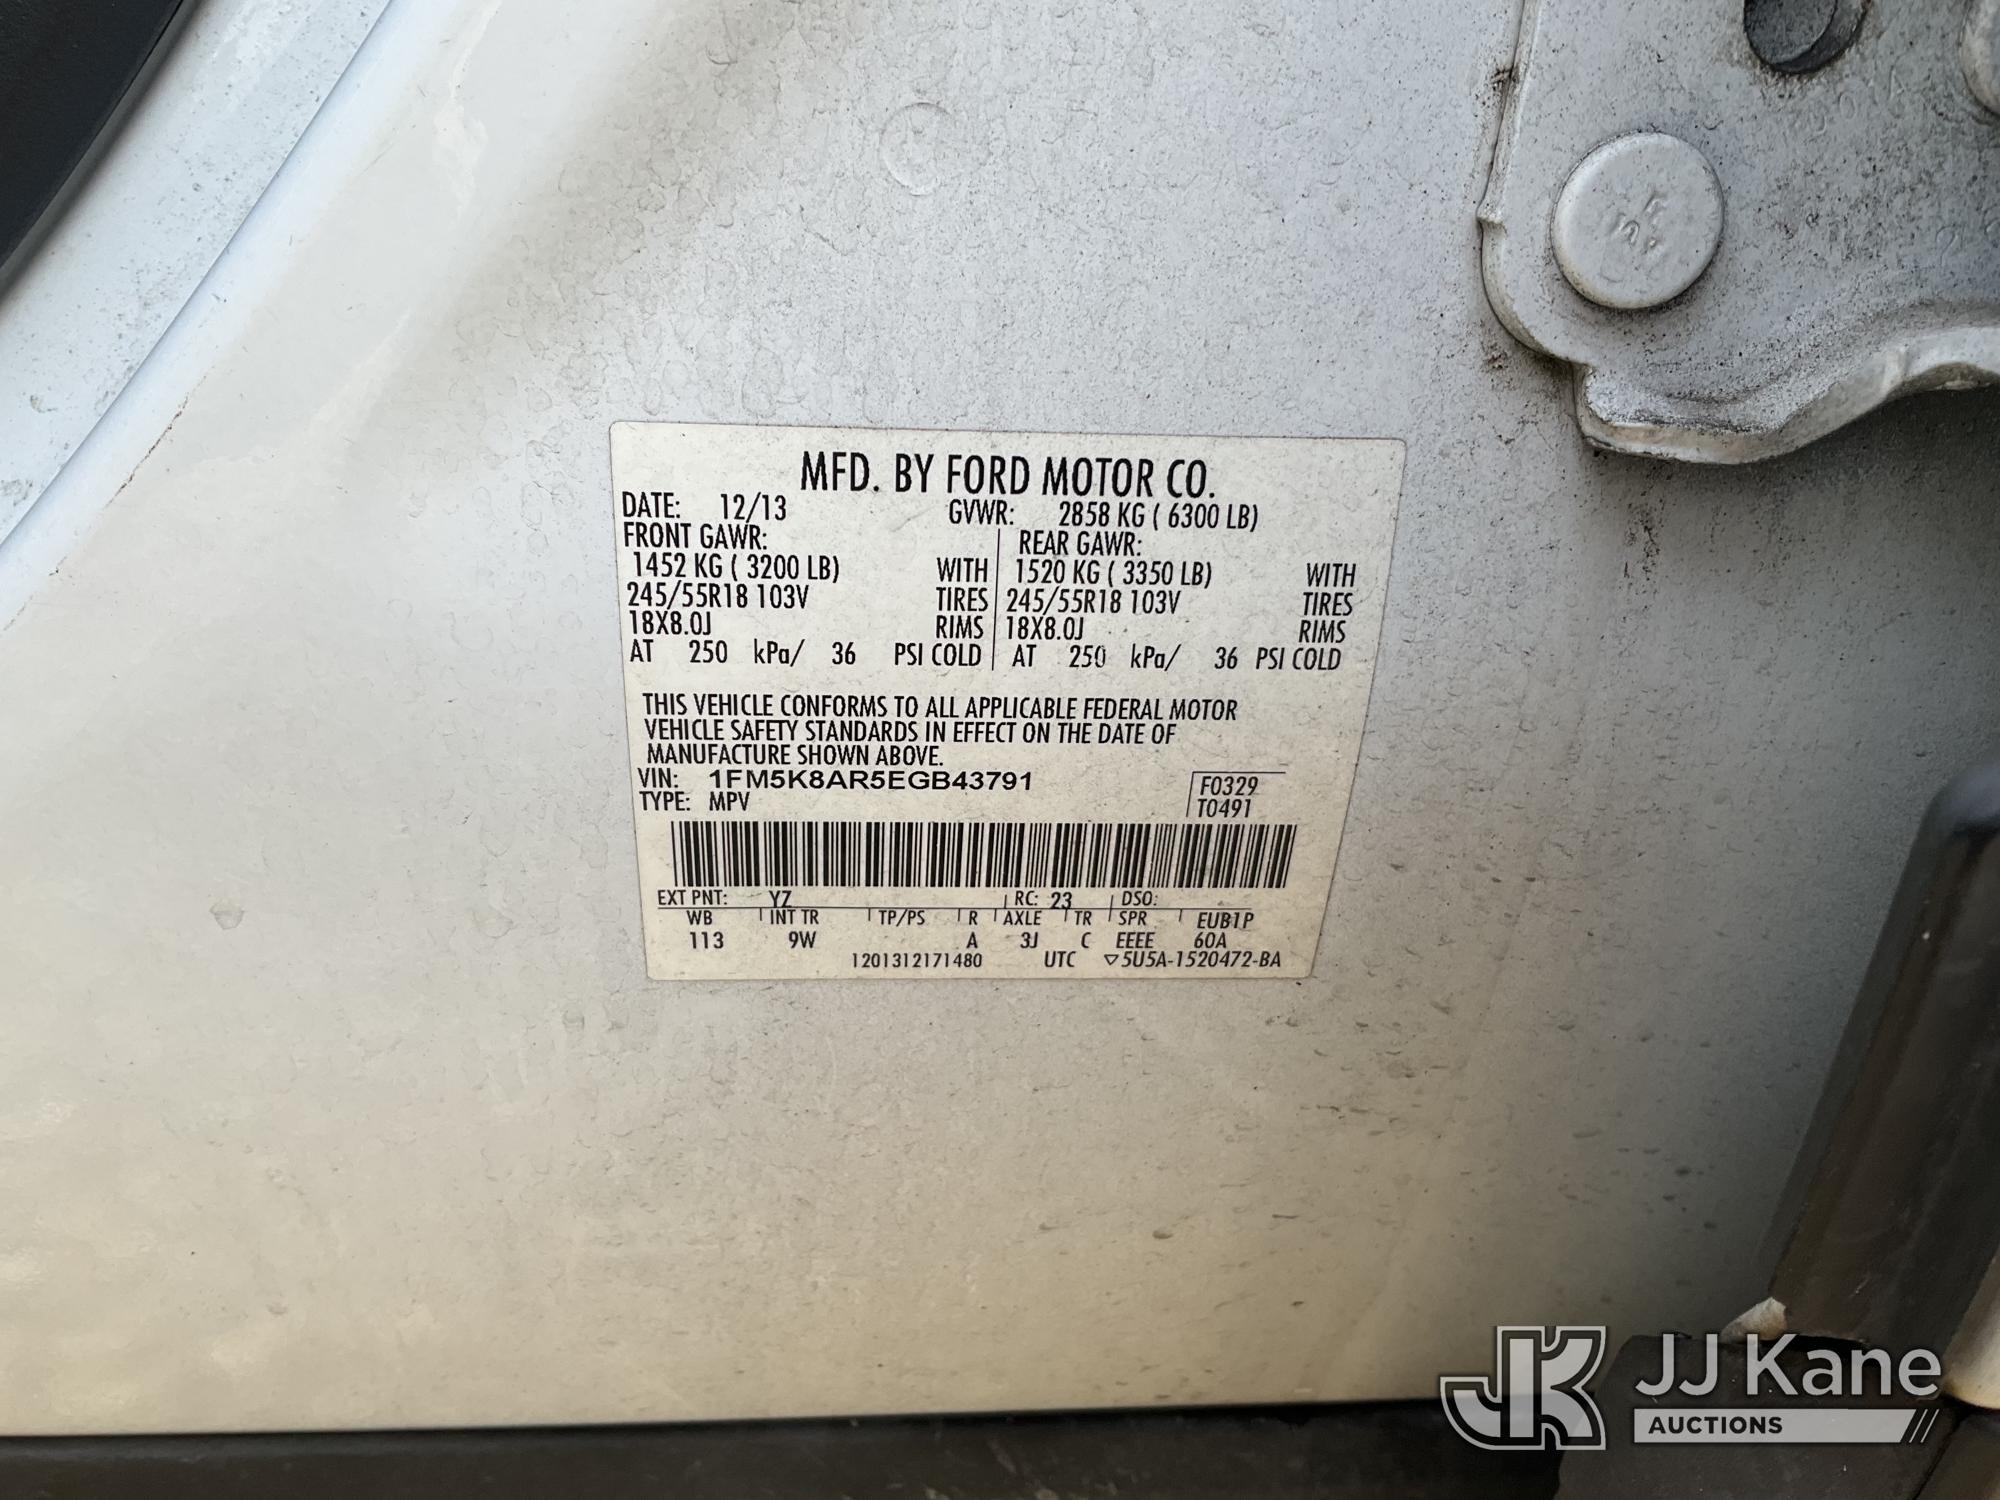 MFD. BY FORD MOTOR CO.
DATE: 12/13 GVWR: 2858 KG ( 6300 LB)
FRONT GAWR: REAR GAWR:
1452 KG ( 3200 LB) WITH 1520 KG ( 3350 LB) WITH
245/55R18 103V TIRES 245/55R18 103V TIRES
18X8.0J RIMS 18X8.0J RIMS
AT 250 kPa/ 36 PSI COLD AT 250 kPa/ 36 PSI COLD
THIS VEHICLE CONFORMS TO ALL APPLICABLE FEDERAL MOTOR
VEHICLE SAFETY STANDARDS IN EFFECT ON THE DATE OF
MANUFACTURE SHOWN ABOVE.
VIN: 1FM5K8AR5EGB43791 F0329
TYPE: MPV T0491
EXT PNT: YZ RC: 23 DSO:
WB INT TR TP/PS R AXLE TR SPR EUB1P
113 9W A 3J C EEEE 60A
1201312171480 UTC ▽5U5A-1520472-BA
JK JJ Kane
AUCTIONS